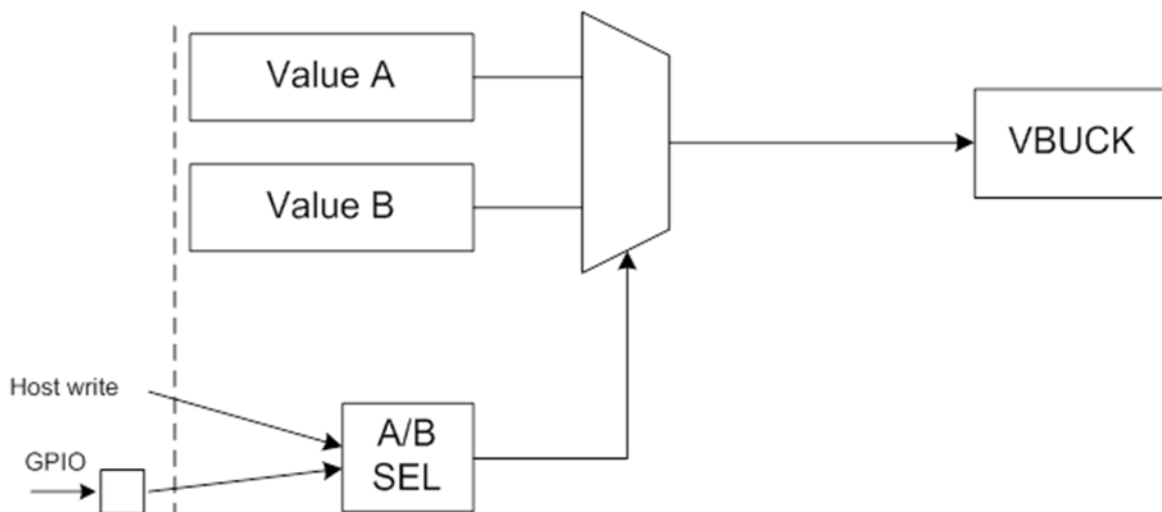 Value A
VBUCK
Value B
Host write
A/B
SEL
GPIO